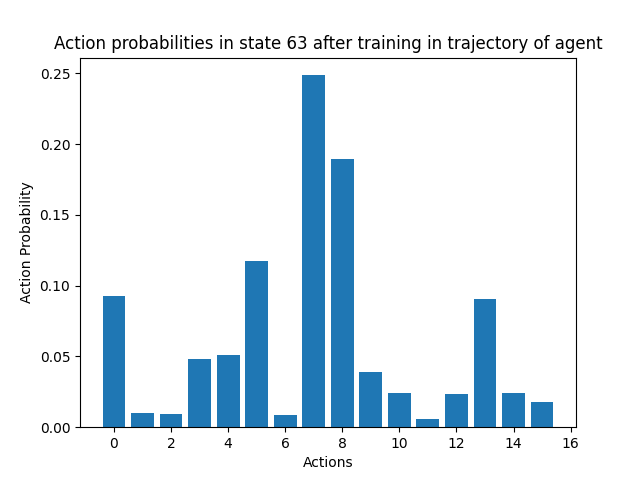 Action probabilities in state 63 after training in trajectory of agent
0.25
0.20
0.15
0.10
0.05
0.00
Action Probability
0 2 4 6 8 10 12 14 16
Actions